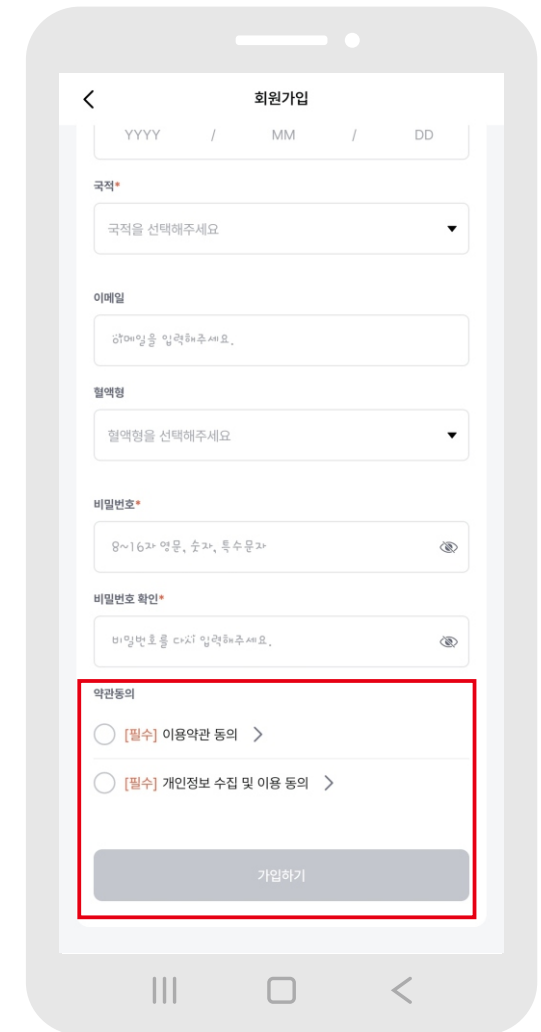 회원가입
YYYY / MM / DD
국적*
국적을 선택해주세요
이메일
이메일을 입력해주세요.
혈액형
혈액형을 선택해주세요
비밀번호*
8~16자 영문, 숫자, 특수문자
비밀번호 확인*
비밀번호를 다시 입력해주세요.
약관동의
[필수] 이용약관 동의
[필수] 개인정보 수집 및 이용 동의
가입하기